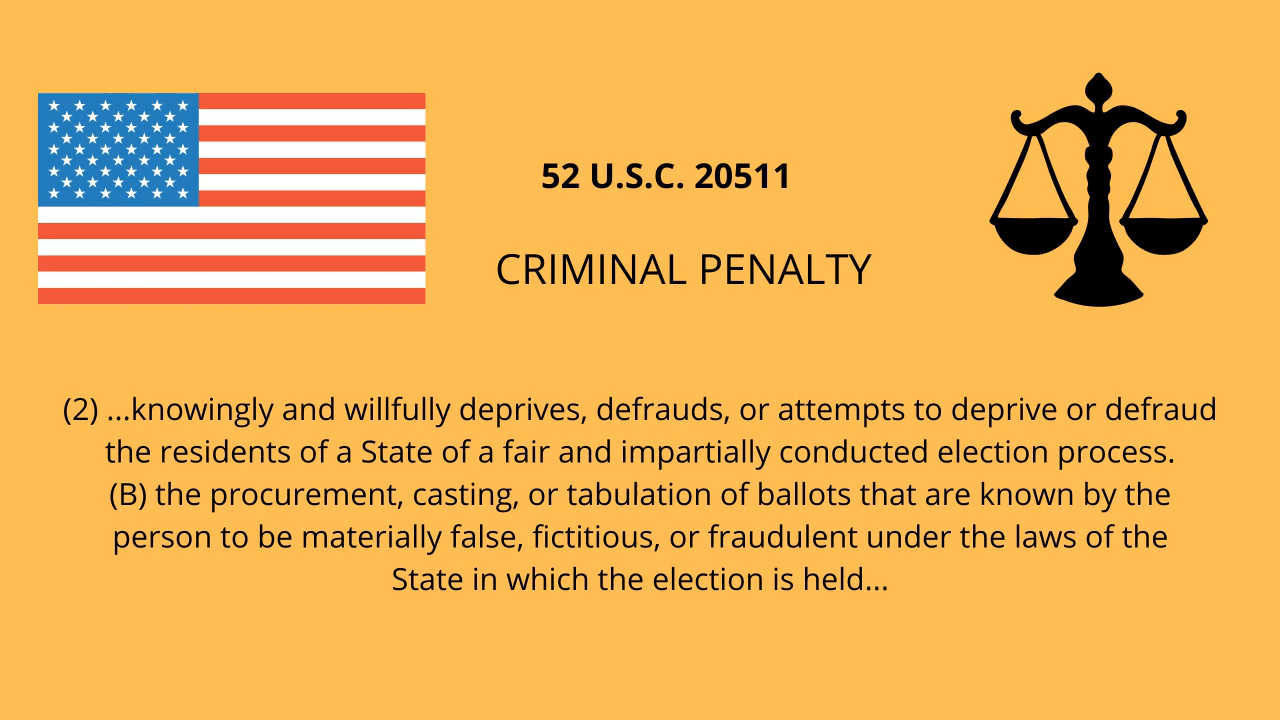 52 U.S.C. 20511
CRIMINAL PENALTY
(2) ...knowingly and willfully deprives, defrauds, or attempts to deprive or defraud
the residents of a State of a fair and impartially conducted election process.
(B) the procurement, casting, or tabulation of ballots that are known by the
person to be materially false, fictitious, or fraudulent under the laws of the
State in which the election is held...